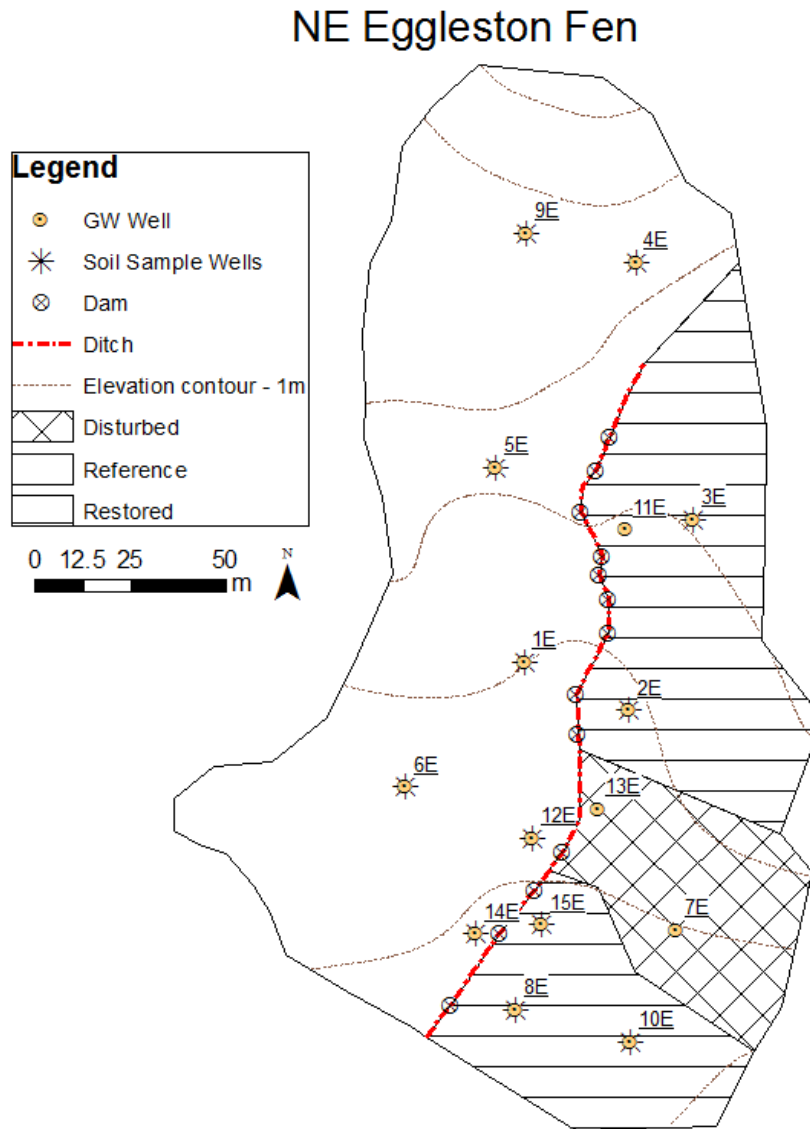 NE Eggleston Fen
Legend
GW Well
Soil Sample Wells
Dam
Ditch
Elevation contour - 1m
Disturbed
Reference
Restored
0 12.5 25 50
m
N
9E
4E
5E
3E
11E
1E
2E
6E
13E
12E
7E
15E
14E
8E
10E